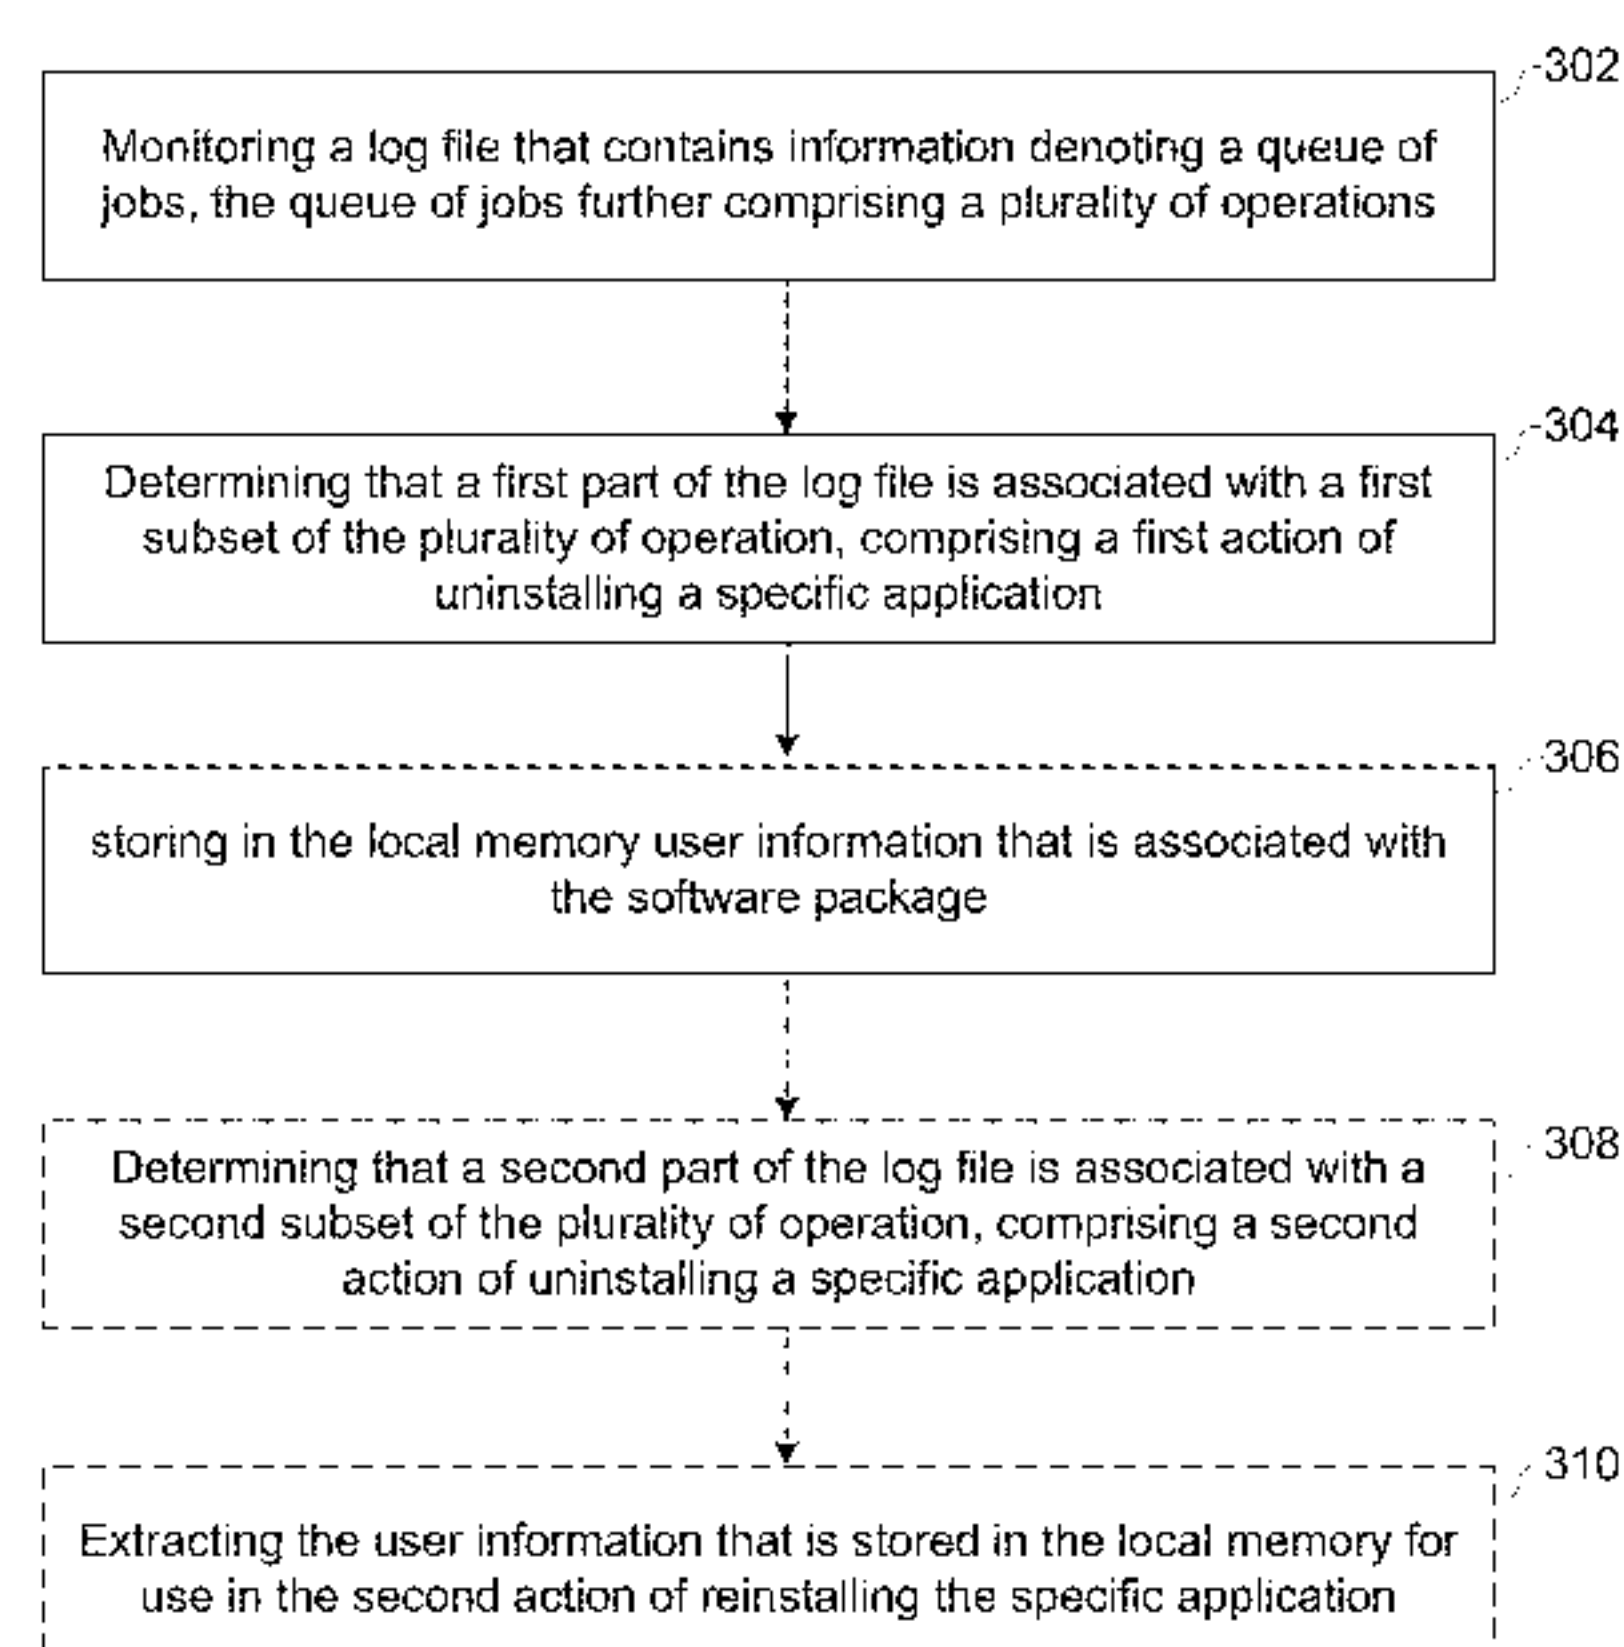 302
Monitoring a log file that contains information denoting a queue of
jobs, the queue of jobs further comprising a plurality of operations
304
Determining that a first part of the log file is associated with a first
subset of the plurality of operation, comprising a first action of
uninstalling a specific application
306
storing in the local memory user information that is associated with
the software package
308
Determining that a second part of the log file is associated with a
second subset of the plurality of operation, comprising a second
action of uninstalling a specific application
310
Extracting the user information that is stored in the local memory for
use in the second action of reinstalling the specific application